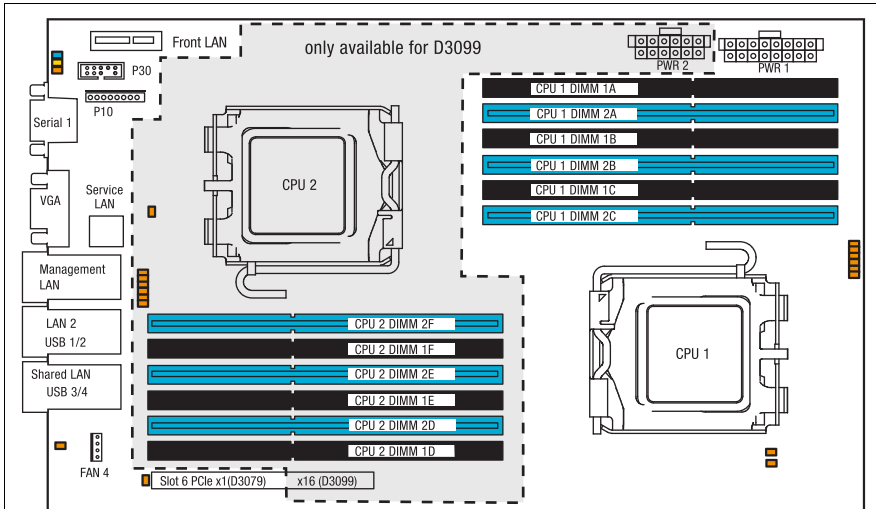 Front LAN
only available for D3099
P30
PWR 2
PWR 1
P10
Serial 1
CPU 1 DIMM 1A
CPU 1 DIMM 2A
CPU 1 DIMM 1B
CPU 1 DIMM 2B
CPU 1 DIMM 1C
CPU 1 DIMM 2C
CPU 2
VGA
Service
LAN
Management
LAN
LAN 2
USB 1/2
Shared LAN
USB 3/4
CPU 2 DIMM 2F
CPU 2 DIMM 1F
CPU 2 DIMM 2E
CPU 2 DIMM 1E
CPU 2 DIMM 2D
CPU 2 DIMM 1D
CPU 1
FAN 4
Slot 6 PCIe x1(D3079) x16 (D3099)